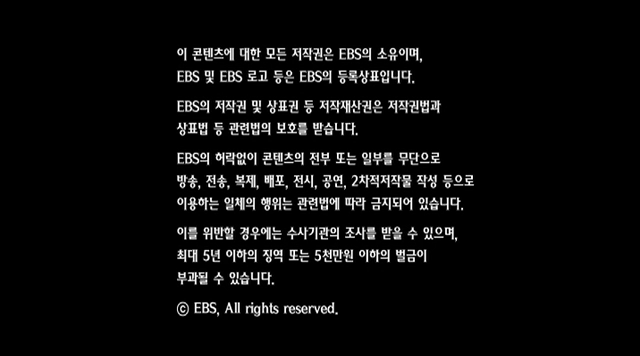 이 콘텐츠에 대한 모든 저작권은 EBS의 소유이며,
EBS 및 EBS 로고 등은 EBS의 등록상표입니다.
EBS의 저작권 및 상표권 등 저작재산권은 저작권법과
상표법 등 관련법의 보호를 받습니다.
EBS의 허락없이 콘텐츠의 전부 또는 일부를 무단으로
방송, 전송, 복제, 배포, 전시, 공연, 2차적저작물 작성 등으로
이용하는 일체의 행위는 관련법에 따라 금지되어 있습니다.
이를 위반할 경우에는 수사기관의 조사를 받을 수 있으며,
최대 5년 이하의 징역 또는 5천만원 이하의 벌금이
부과될 수 있습니다.
ⓒ EBS, All rights reserved.